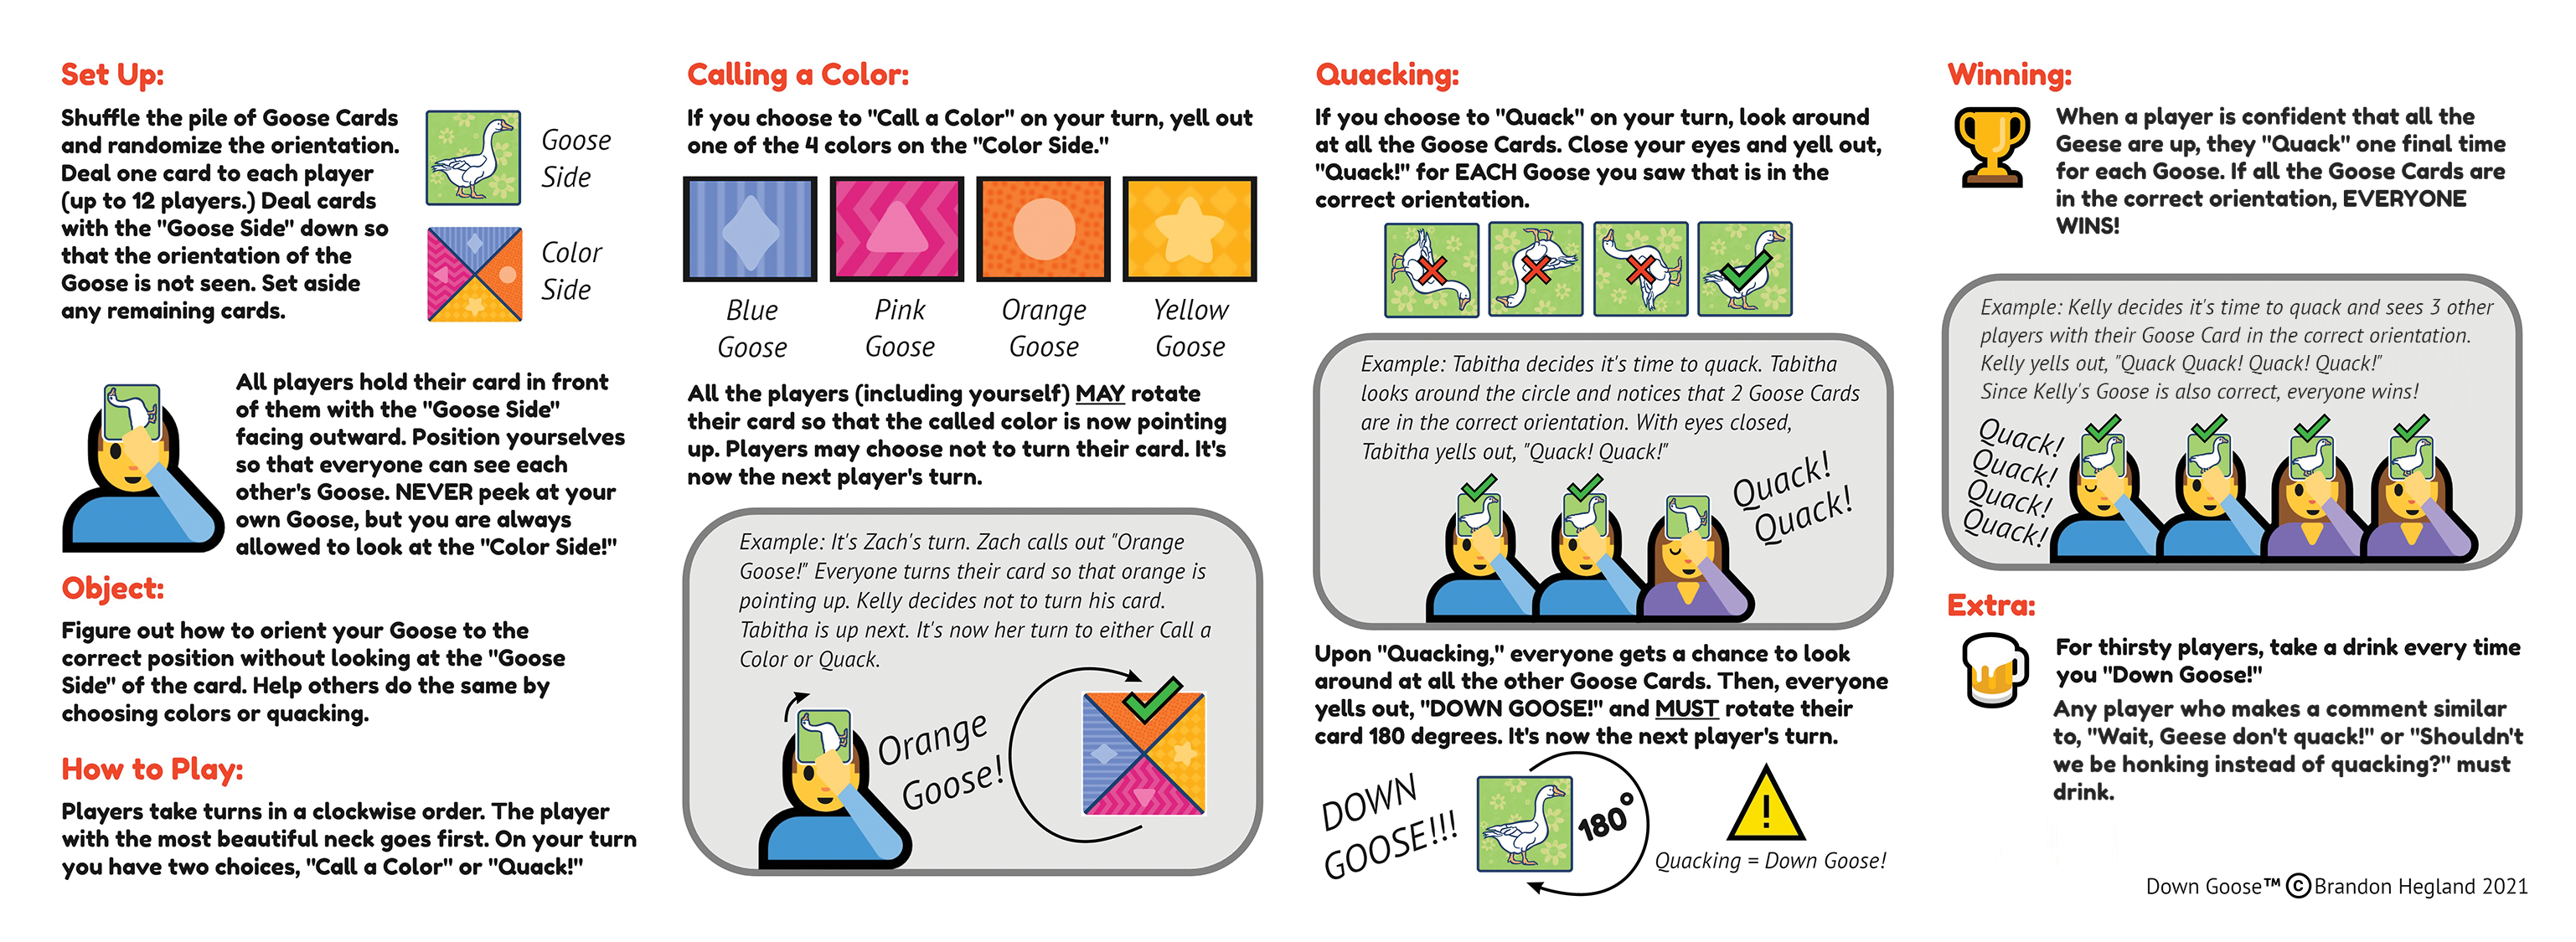 Set Up:
Shuffle the pile of Goose Cards
and randomize the orientation.
Deal one card to each player
(up to 12 players.) Deal cards
with the "Goose Side" down so
that the orientation of the
Goose is not seen. Set aside
any remaining cards.
Goose
Side
Color
Side
All players hold their card in front
of them with the "Goose Side"
facing outward. Position yourselves
so that everyone can see each
other's Goose. NEVER peek at your
own Goose, but you are always
allowed to look at the "Color Side!"
Object:
Figure out how to orient your Goose to the
correct position without looking at the "Goose
Side" of the card. Help others do the same by
choosing colors or quacking.
How to Play:
Players take turns in a clockwise order. The player
with the most beautiful neck goes first. On your turn
you have two choices, "Call a Color" or "Quack!"
Calling a Color:
If you choose to "Call a Color" on your turn, yell out
one of the 4 colors on the "Color Side."
Blue
Goose
Pink
Goose
Orange
Goose
Yellow
Goose
All the players (including yourself) MAY rotate
their card so that the called color is now pointing
up. Players may choose not to turn their card. It's
now the next player's turn.
Example: It's Zach's turn. Zach calls out "Orange
Goose!" Everyone turns their card so that orange is
pointing up. Kelly decides not to turn his card.
Tabitha is up next. It's now her turn to either Call a
Color or Quack.
Orange
Goose!
Quacking:
If you choose to "Quack" on your turn, look around
at all the Goose Cards. Close your eyes and yell out,
"Quack!" for EACH Goose you saw that is in the
correct orientation.
Example: Tabitha decides it's time to quack. Tabitha
looks around the circle and notices that 2 Goose Cards
are in the correct orientation. With eyes closed,
Tabitha yells out, "Quack! Quack!"
Quack!
Quack!
Upon "Quacking," everyone gets a chance to look
around at all the other Goose Cards. Then, everyone
yells out, "DOWN GOOSE!" and MUST rotate their
card 180 degrees. It's now the next player's turn.
DOWN
GOOSE!!!
180°
!
Quacking = Down Goose!
Winning:
When a player is confident that all the
Geese are up, they "Quack" one final time
for each Goose. If all the Goose Cards are
in the correct orientation, EVERYONE
WINS!
Example: Kelly decides it's time to quack and sees 3 other
players with their Goose Card in the correct orientation.
Kelly yells out, "Quack Quack! Quack! Quack!"
Since Kelly's Goose is also correct, everyone wins!
Quack!
Quack!
Quack!
Quack!
Extra:
For thirsty players, take a drink every time
you "Down Goose!"
Any player who makes a comment similar
to, "Wait, Geese don't quack!" or "Shouldn't
we be honking instead of quacking?" must
drink.
Down Goose™ © Brandon Hegland 2021